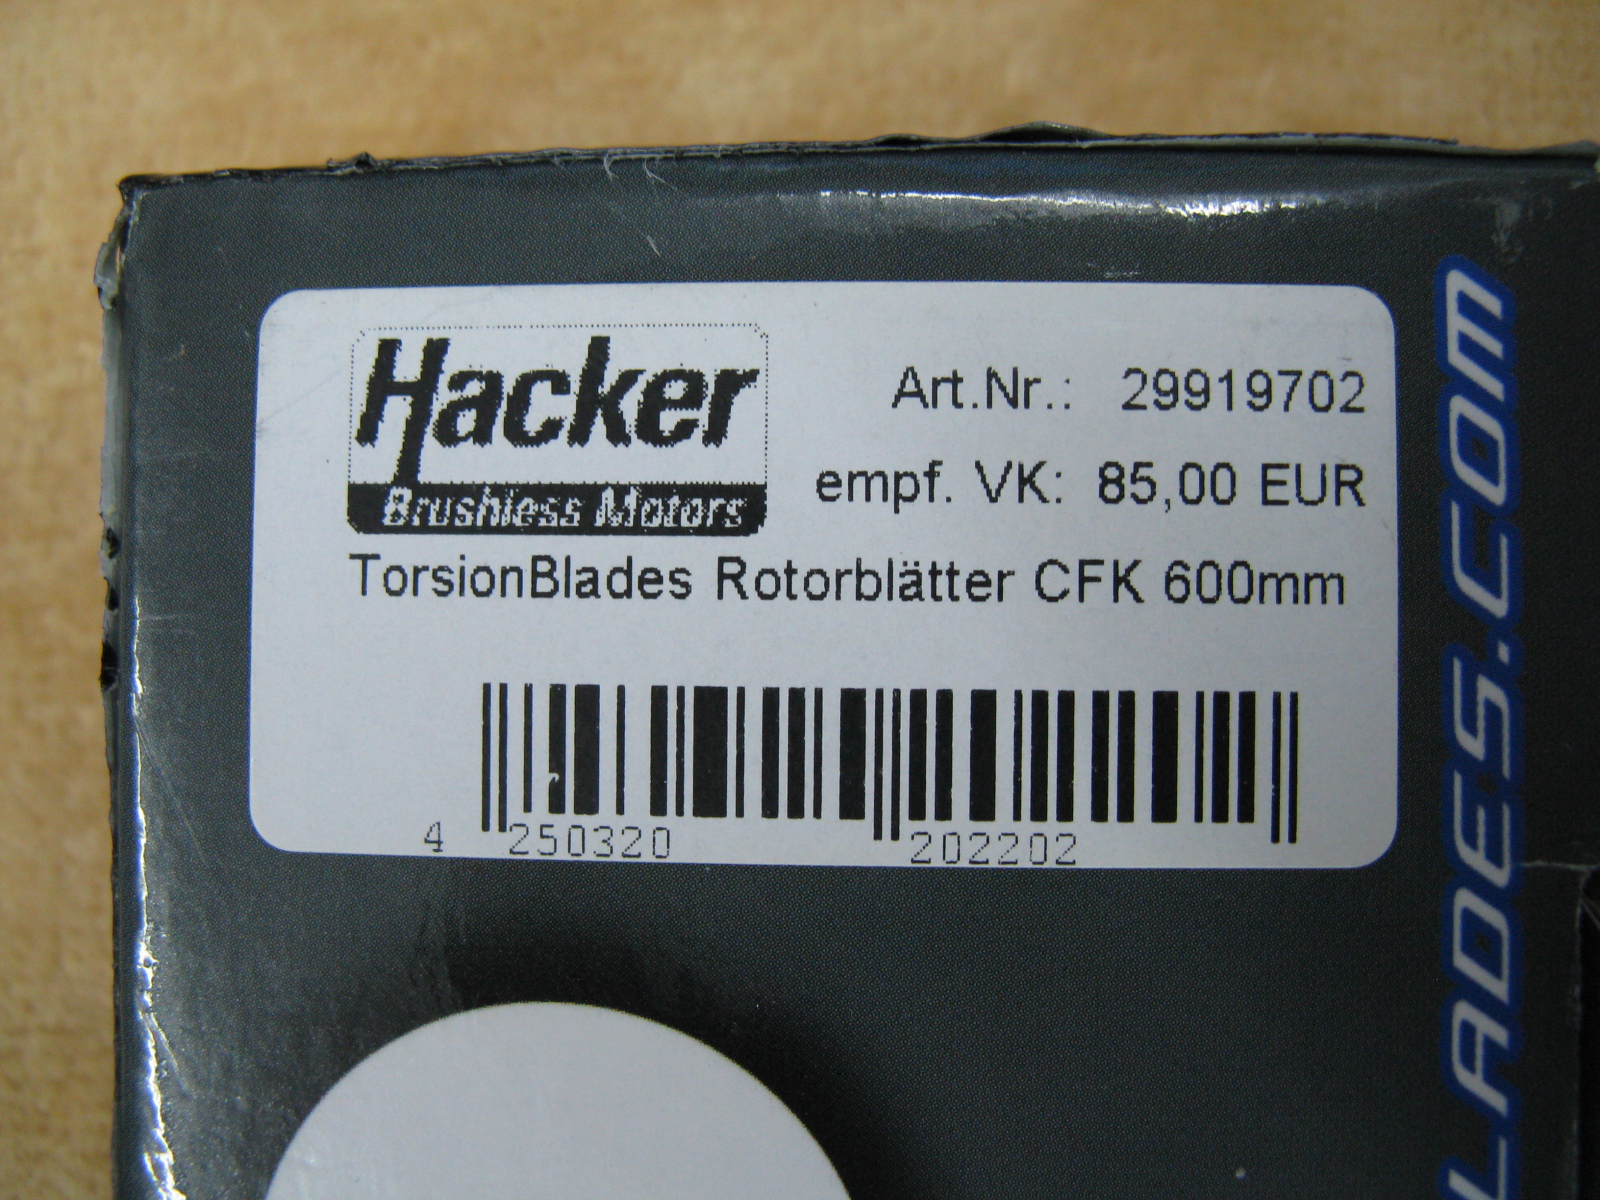 Hacker
Brushless Motors
Art.Nr.: 29919702
empf. VK: 85,00 EUR
TorsionBlades Rotorblätter CFK 600mm
4 250320 202202
LADES.COM